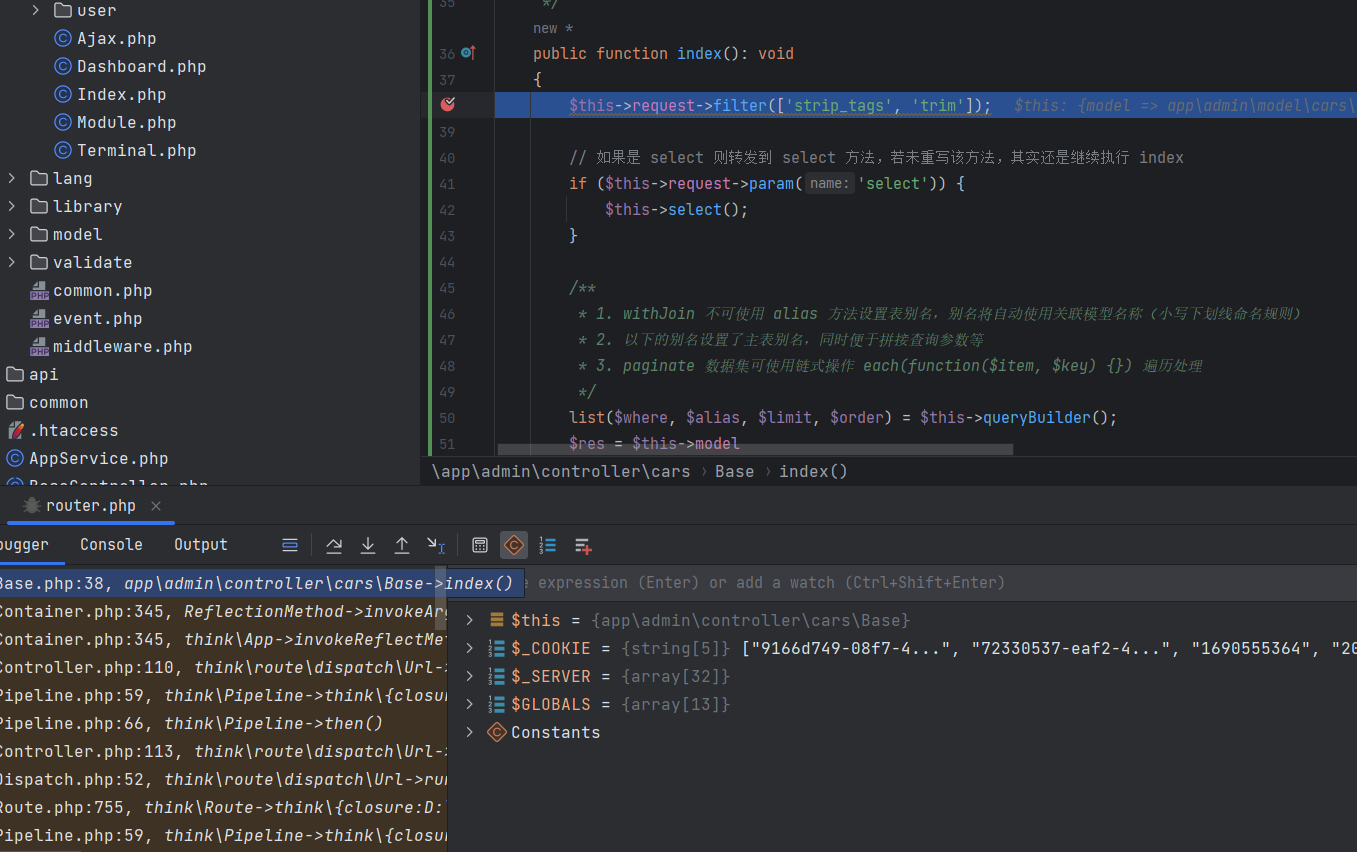 user
Ajax.php
Dashboard.php
Index.php
Module.php
Terminal.php
lang
library
model
validate
common.php
event.php
middleware.php
api
common
.htaccess
AppService.php
BaseController.php
35 */
new *
36 public function index(): void
37 {
$this->request->filter(['strip_tags', 'trim']); $this: {model => app\admin\model\cars\
39
40 // 如果是 select 则转发到 select 方法，若未重写该方法，其实还是继续执行 index
41 if ($this->request->param( name: 'select')) {
42 $this->select();
43 }
44
45 /**
46 * 1. withJoin 不可使用 alias 方法设置表别名，别名将自动使用关联模型名称（小写下划线命名规则）
47 * 2. 以下的别名设置了主表别名，同时便于拼接查询参数等
48 * 3. paginate 数据集可使用链式操作 each(function($item, $key) {}) 遍历处理
49 */
50 list($where, $alias, $limit, $order) = $this->queryBuilder();
51 $res = $this->model
\app\admin\controller\cars › Base › index()
router.php ×
bugger Console Output
Base.php:38, app\admin\controller\cars\Base->index()
expression (Enter) or add a watch (Ctrl+Shift+Enter)
Container.php:345, ReflectionMethod->invokeAr
Container.php:345, think\App->invokeReflectMe
Controller.php:110, think\route\dispatch\Url->
Pipeline.php:59, think\Pipeline->think\{closur
Pipeline.php:66, think\Pipeline->then()
Controller.php:113, think\route\dispatch\Url->
Dispatch.php:52, think\route\dispatch\Url->ru
Route.php:755, think\Route->think\{closure:D:
Pipeline.php:59, think\Pipeline->think\{closur
$this = {app\admin\controller\cars\Base}
$_COOKIE = {string[5]} ["9166d749-08f7-4...", "72330537-eaf2-4...", "1690555364", "20
$_SERVER = {array[32]}
$GLOBALS = {array[13]}
Constants